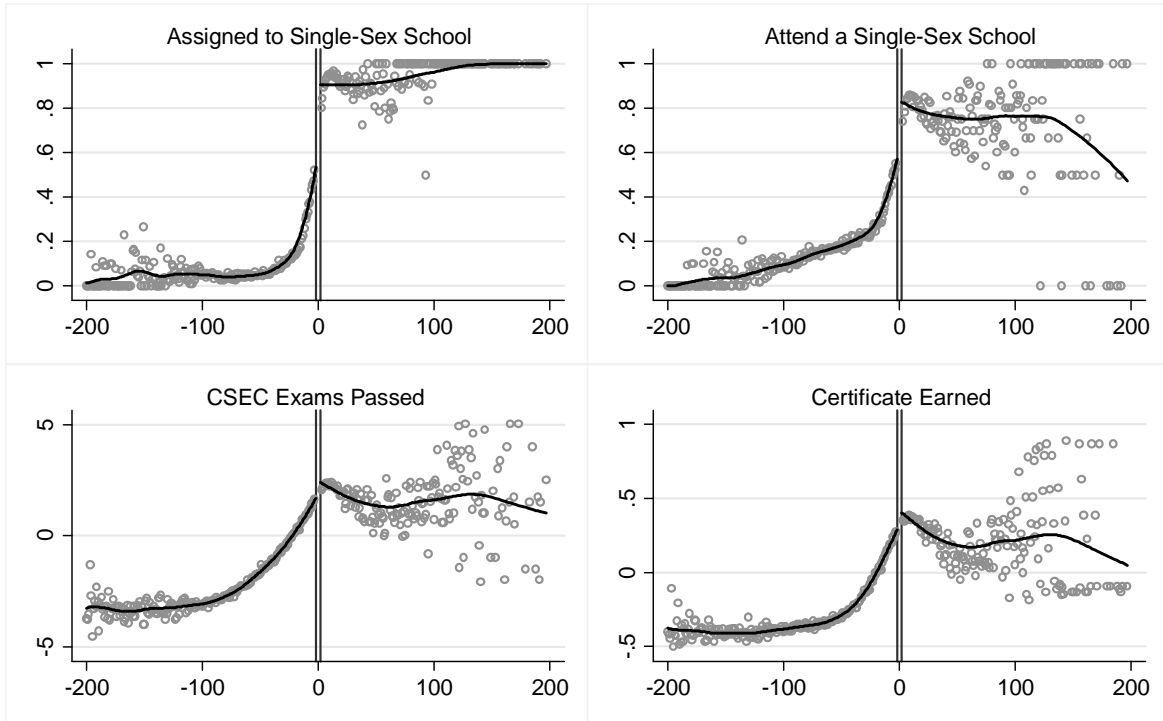 Assigned to Single-Sex School
1
.8
.6
.4
.2
0
-200 -100 0 100 200
Attend a Single-Sex School
1
.8
.6
.4
.2
0
-200 -100 0 100 200
CSEC Exams Passed
5
0
-5
-200 -100 0 100 200
Certificate Earned
1
.5
0
-.5
-200 -100 0 100 200